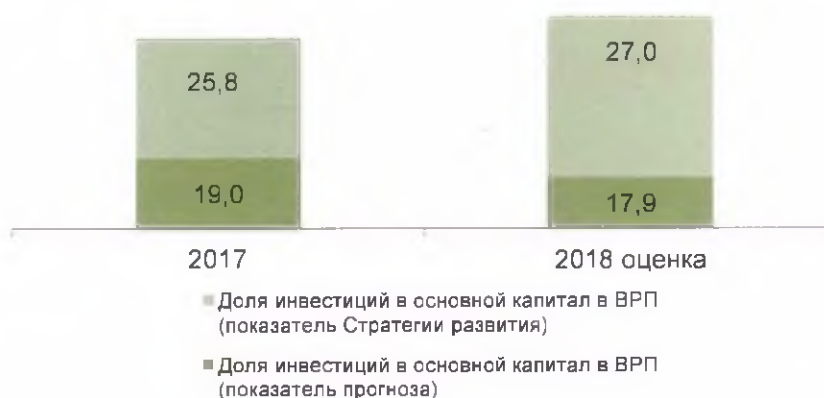 25,8
27,0
19,0
17,9
2017
2018 оценка
Доля инвестиций в основной капитал в ВРП
(показатель Стратегии развития)
Доля инвестиций в основной капитал в ВРП
(показатель прогноза)